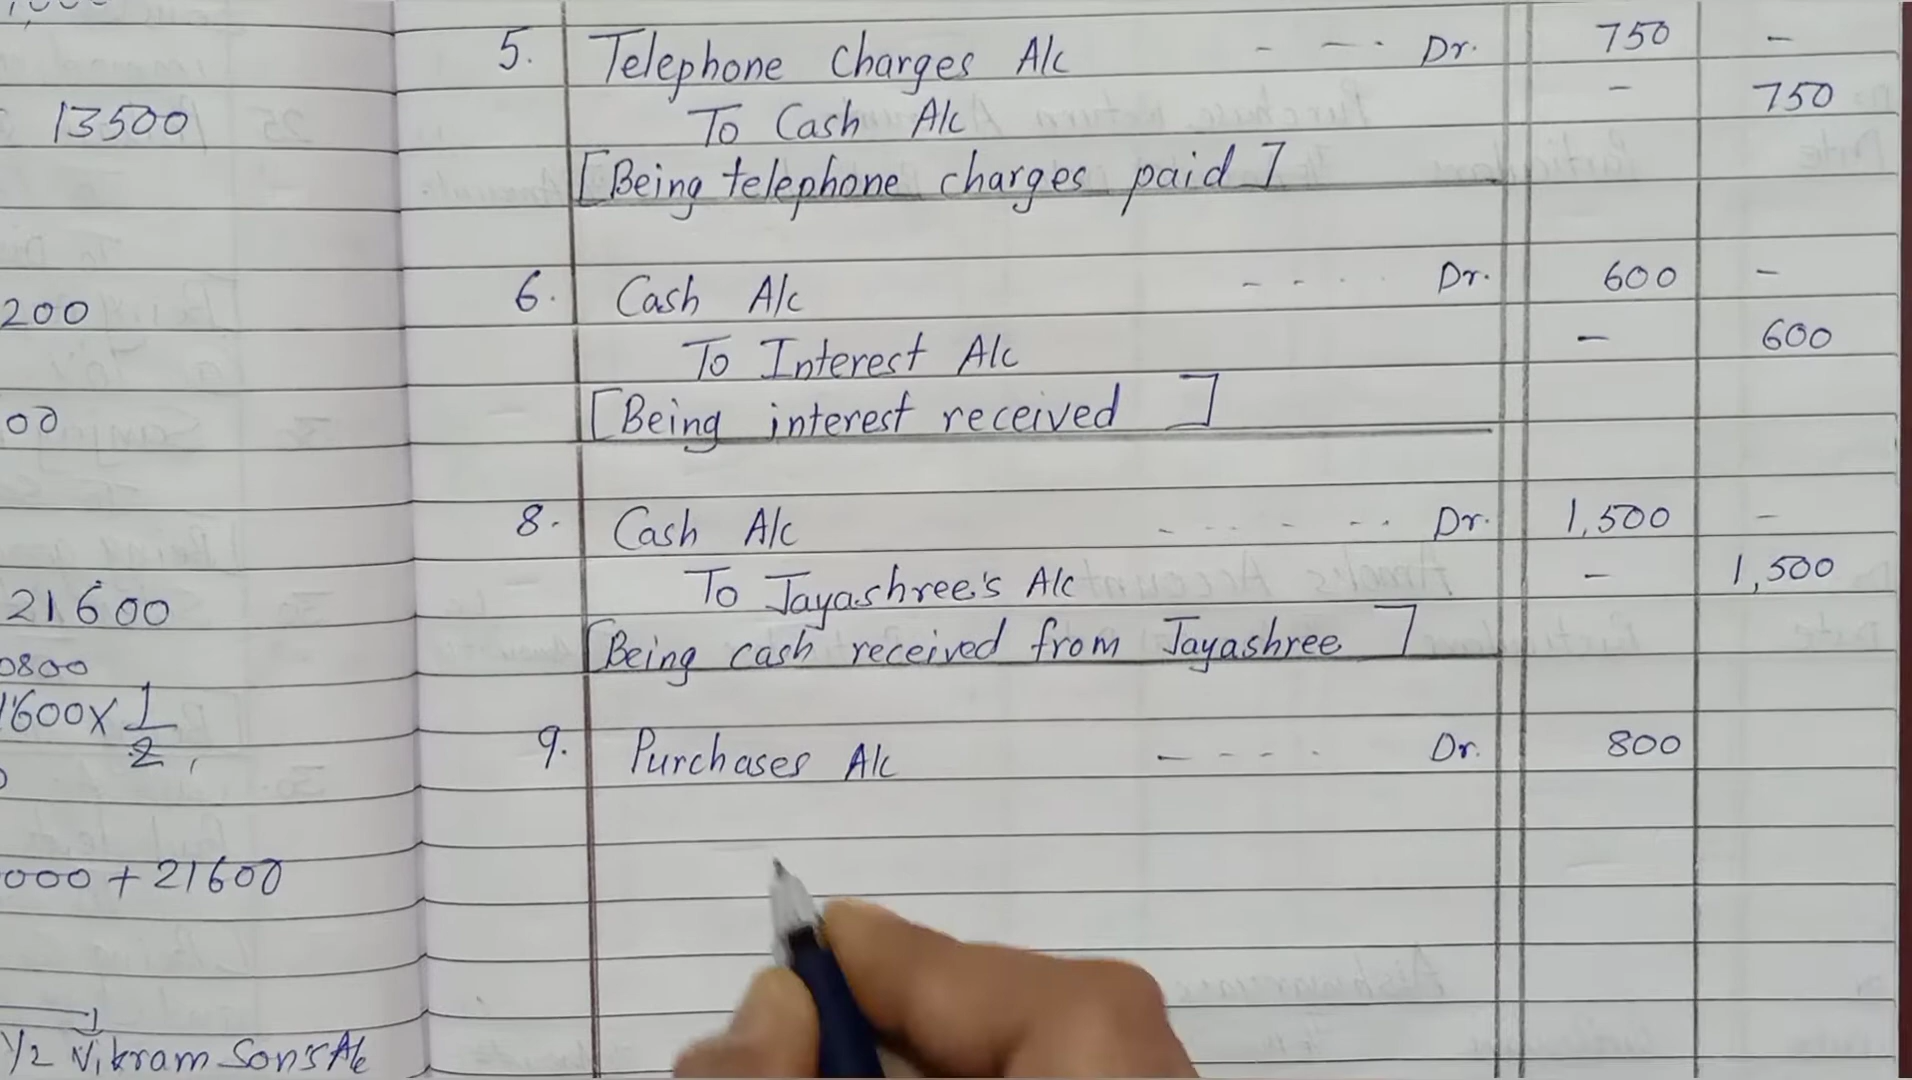 13500
200
00
21600
0800
1600 x 1/2
000 + 21600
1/2 Vikram Son's A/c
5. Telephone Charges A/c - - - . Dr. 750 -
To Cash A/c - 750
[Being telephone charges paid]
6. Cash A/c - - - . Dr. 600 -
To Interest A/c - 600
[Being interest received ]
8. Cash A/c - - - - - . Dr. 1,500 -
To Jayashree's A/c - 1,500
[Being cash received from Jayashree ]
9. Purchases A/c - - - . Dr. 800